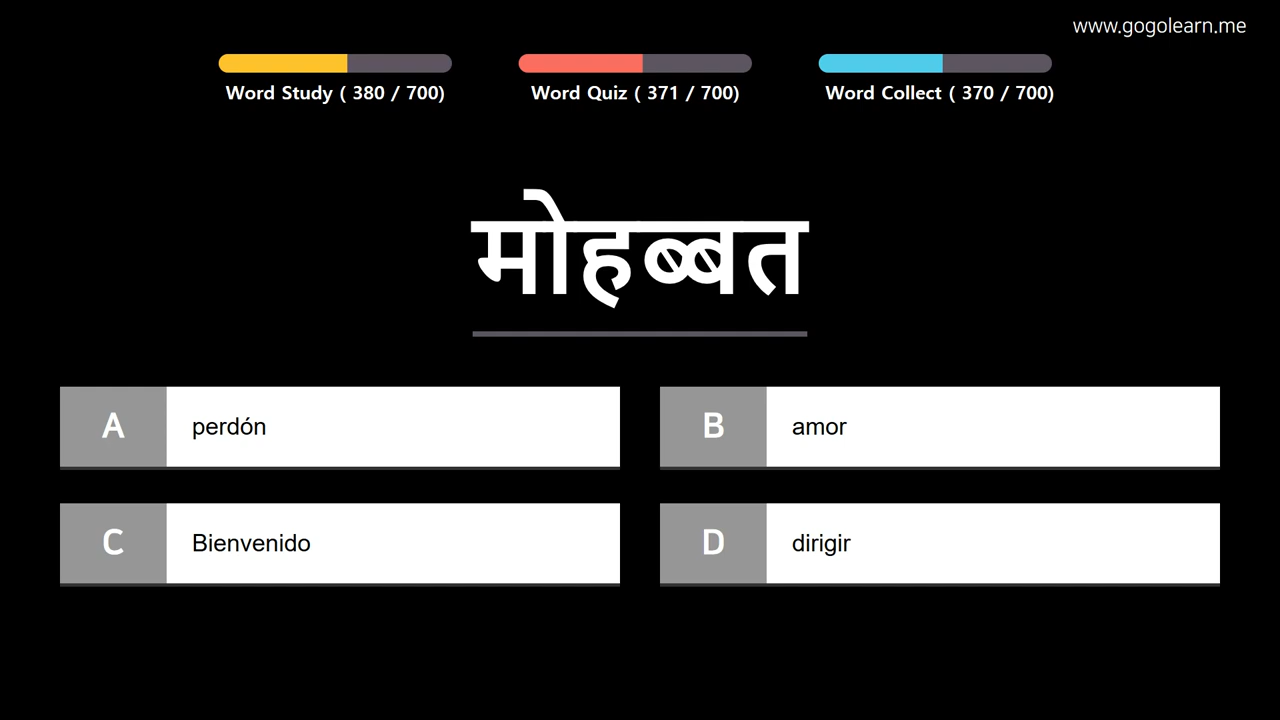 www.gogolearn.me
Word Study ( 380 / 700)
Word Quiz ( 371 / 700)
Word Collect ( 370 / 700)
मोहब्बत
A perdón
B amor
C Bienvenido
D dirigir